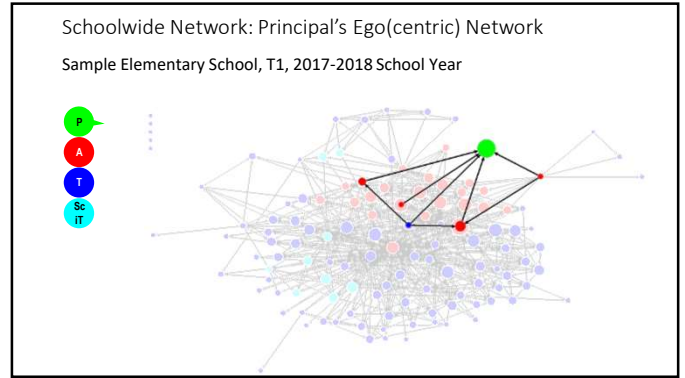 Schoolwide Network: Principal's Ego(centric) Network
Sample Elementary School, T1, 2017-2018 School Year
P
A
T
Sc
iT